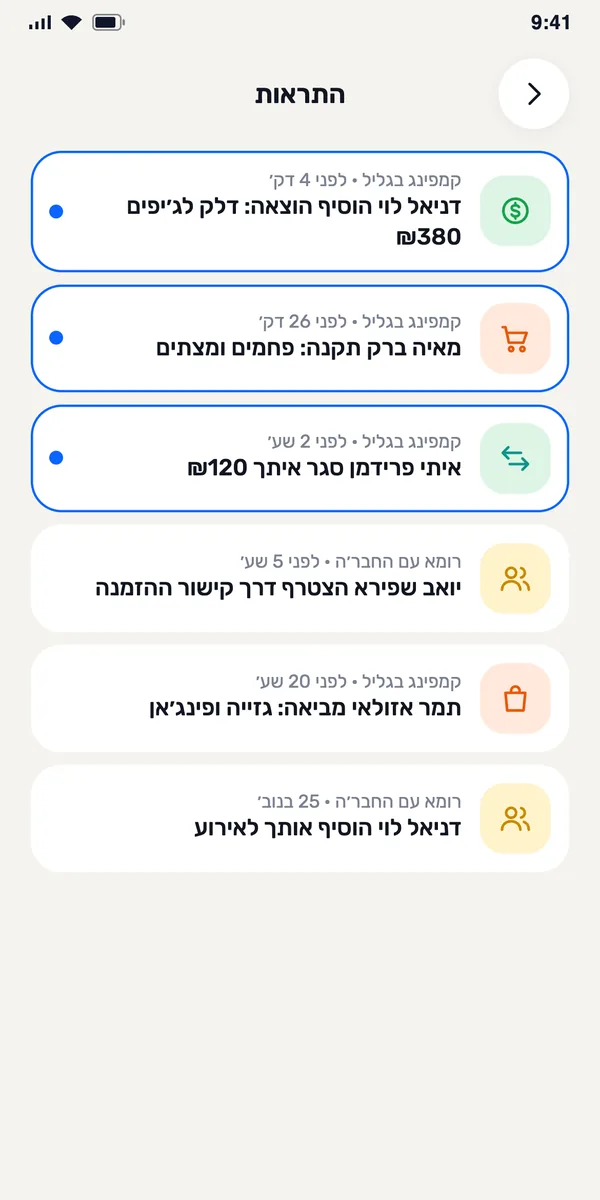 9:41
התראות
קמפינג בגליל • לפני 4 דק׳
דניאל לוי הוסיף הוצאה: דלק לג׳יפים
₪380
קמפינג בגליל • לפני 26 דק׳
מאיה ברק תקנה: פחמים ומצתים
קמפינג בגליל • לפני 2 שע׳
איתי פרידמן סגר איתך ₪120
רומא עם החבר׳ה • לפני 5 שע׳
יואב שפירא הצטרף דרך קישור ההזמנה
קמפינג בגליל • לפני 20 שע׳
תמר אזולאי מביאה: גזייה ופינג׳אן
רומא עם החבר׳ה • 25 בנוב׳
דניאל לוי הוסיף אותך לאירוע